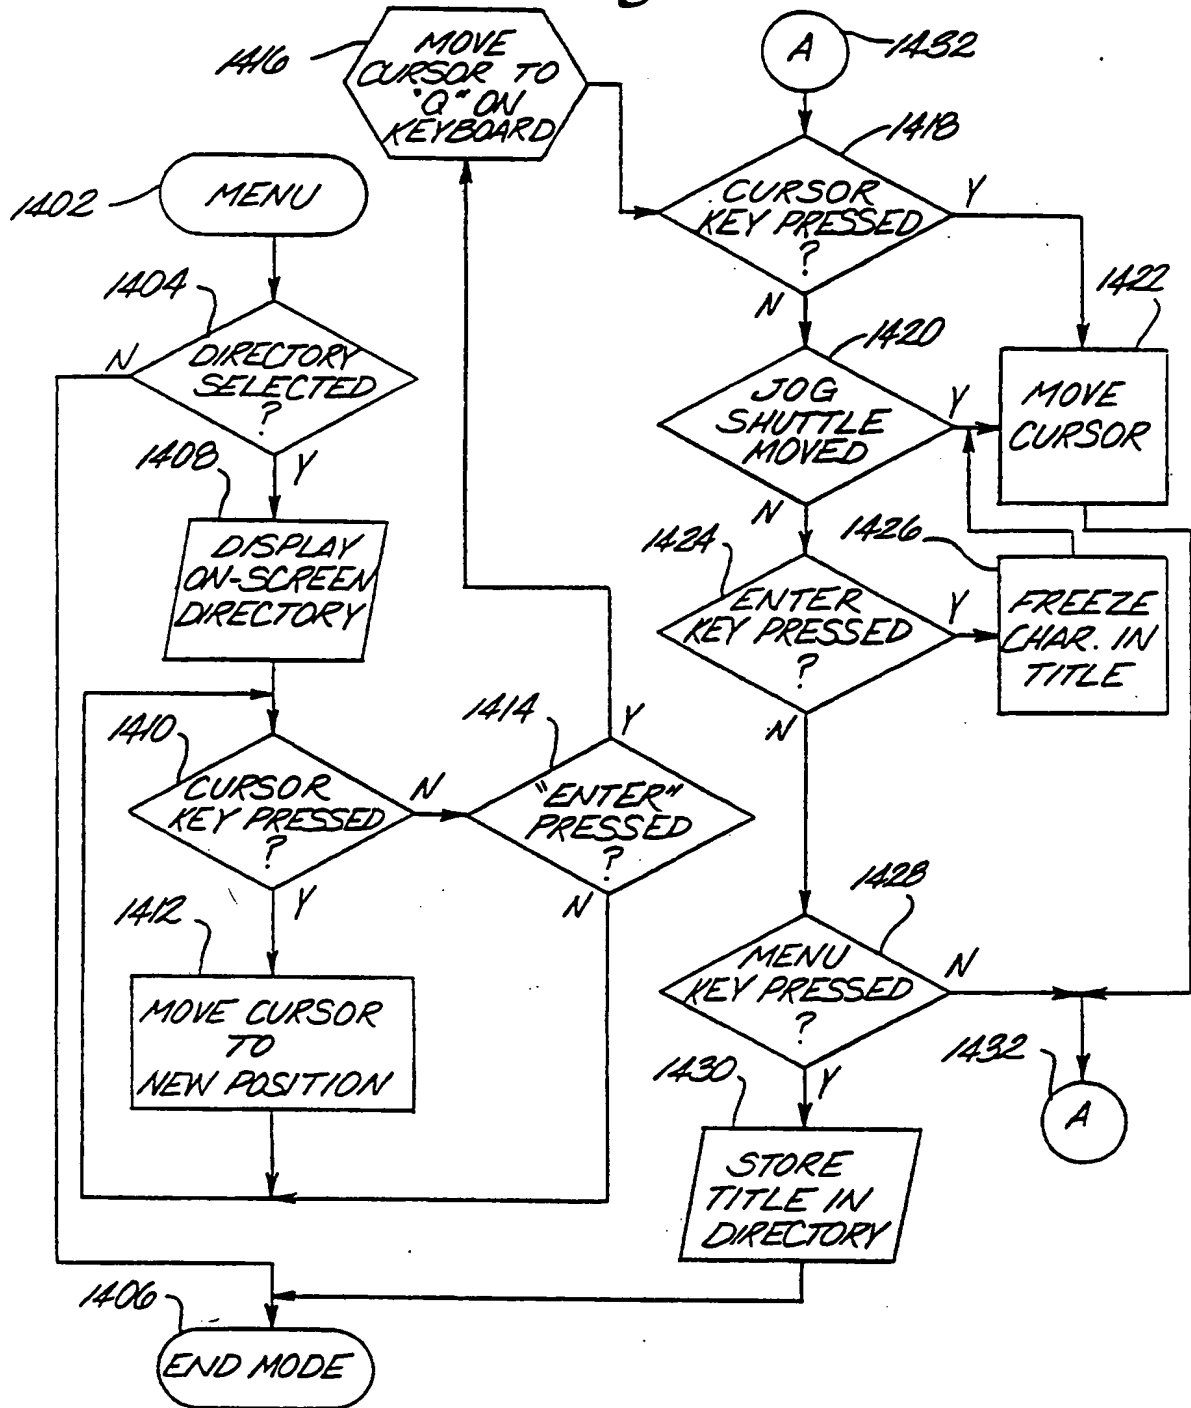 1402
MENU
1404
DIRECTORY
SELECTED
?
N
Y
1408
DISPLAY
ON-SCREEN
DIRECTORY
1410
CURSOR
KEY PRESSED
?
N
Y
1412
MOVE CURSOR
TO
NEW POSITION
1414
"ENTER"
PRESSED
?
Y
N
1406
END MODE
1416
MOVE
CURSOR TO
"Q" ON
KEYBOARD
A
1432
1418
CURSOR
KEY PRESSED
?
Y
N
1420
JOG
SHUTTLE
MOVED
Y
N
1422
MOVE
CURSOR
1424
ENTER
KEY PRESSED
?
Y
N
1426
FREEZE
CHAR. IN
TITLE
1428
MENU
KEY PRESSED
?
N
Y
1430
STORE
TITLE IN
DIRECTORY
1432
A